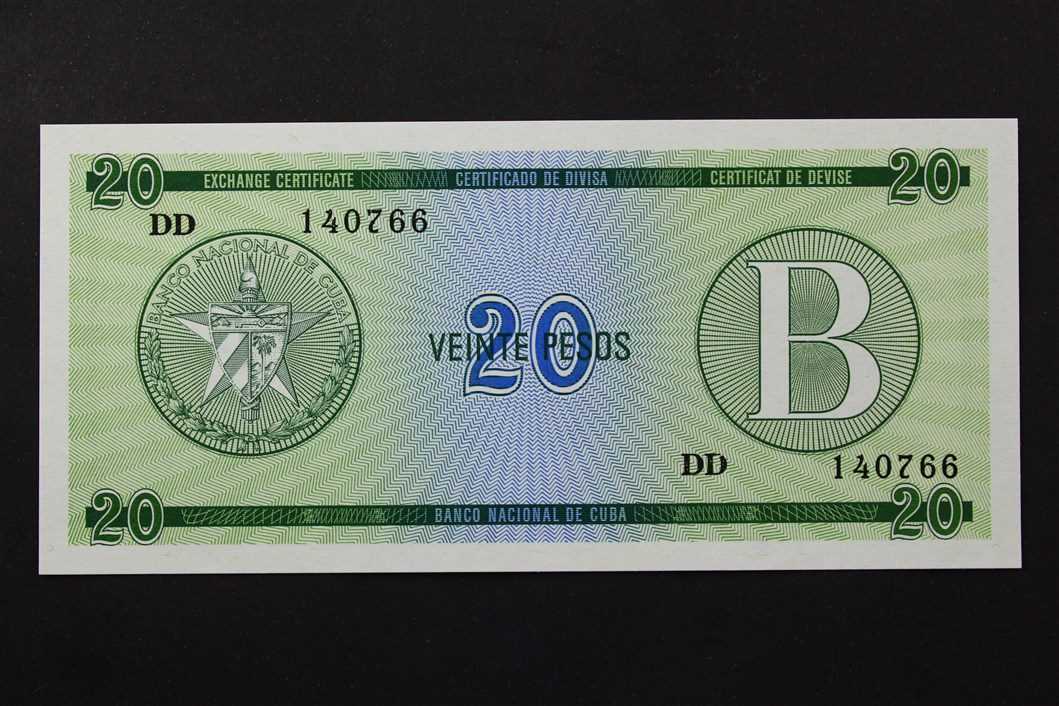 20 EXCHANGE CERTIFICATE CERTIFICADO DE DIVISA CERTIFICAT DE DEVISE 20
DD 140766
BANCO NACIONAL DE CUBA
20
VEINTE PESOS
B
DD 140766
20 BANCO NACIONAL DE CUBA 20